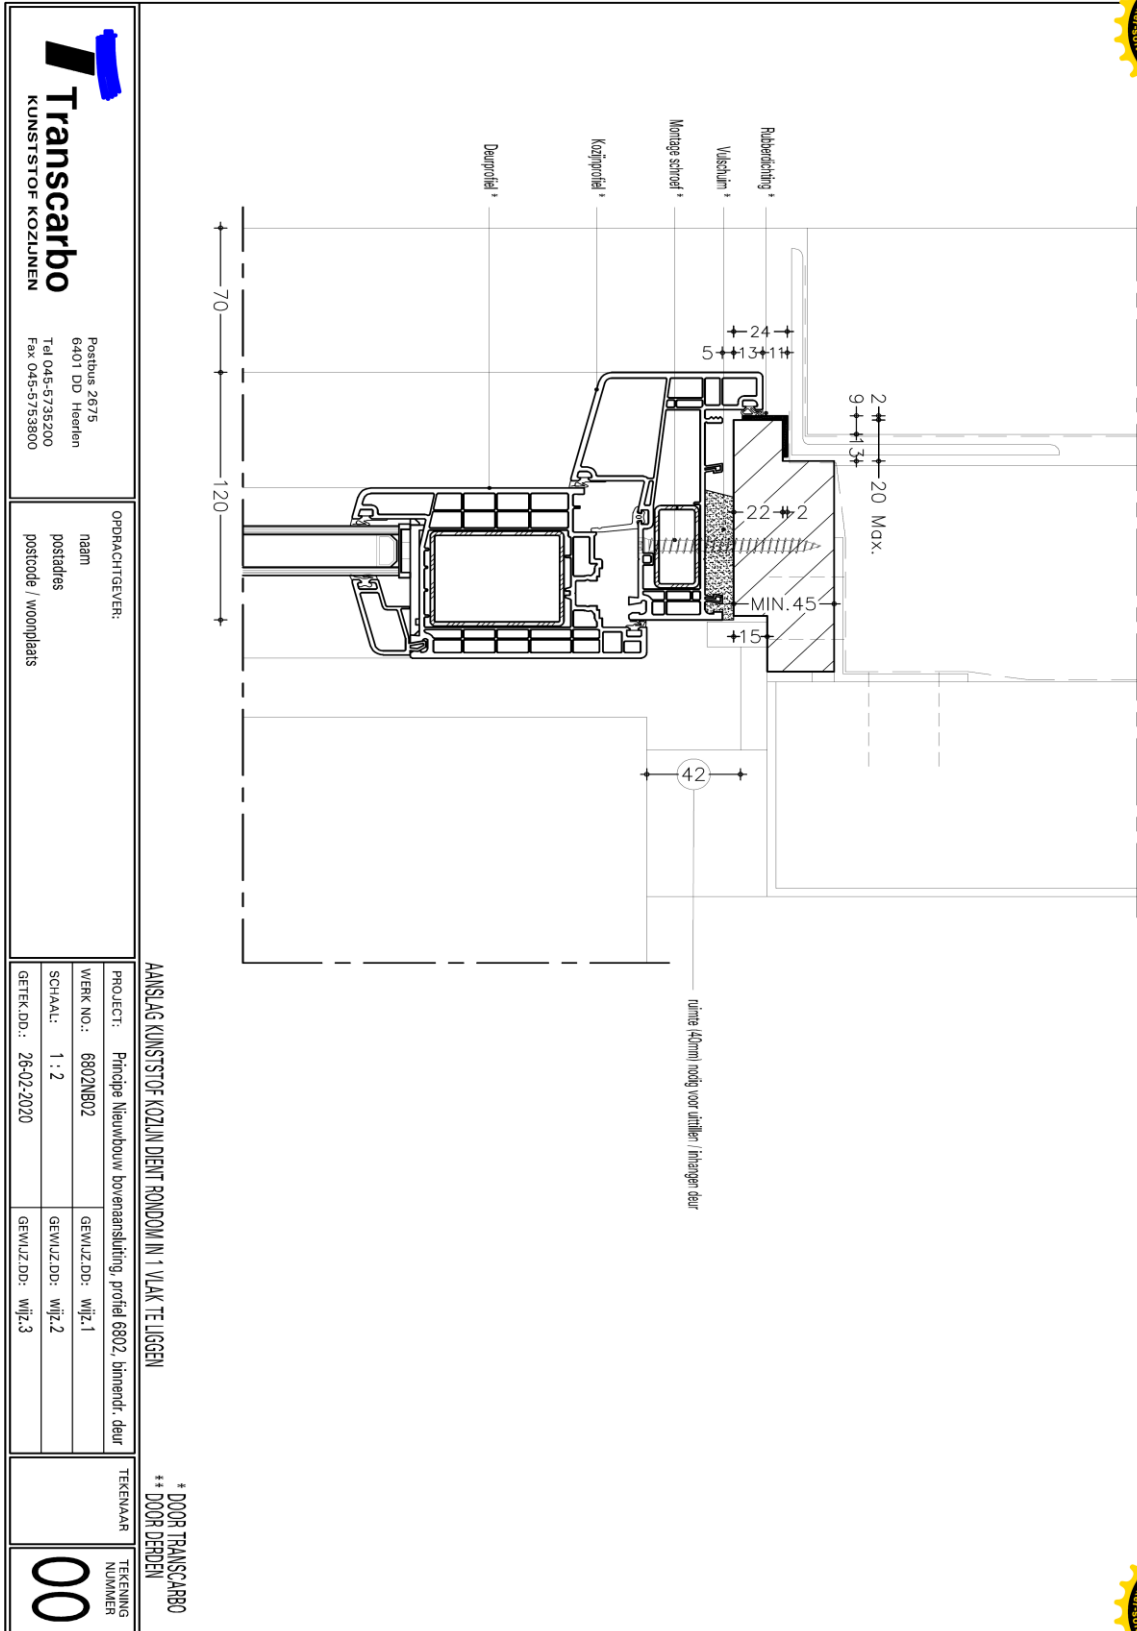 Rubberdichting *
Vulschuim *
Montage schroef *
Kozijnprofiel *
Deurprofiel *
70
120
24
5
13
11
2
9
13
20 Max.
22
2
MIN.45
15
42
ruimte (40mm) nodig voor uittillen / inhangen deur
AANSLAG KUNSTSTOF KOZIJN DIENT RONDOM IN 1 VLAK TE LIGGEN
* DOOR TRANSCARBO
** DOOR DERDEN
Transcarbo
KUNSTSTOF KOZIJNEN
Postbus 2675
6401 DD Heerlen
Tel 045-5735200
Fax 045-5753800
OPDRACHTGEVER:
naam
postadres
postcode / woonplaats
PROJECT: Principe Nieuwbouw bovenaansluiting, profiel 6802, binnendr. deur
WERK NO.: 6802NB02 GEWIJZ.DD: wijz.1
SCHAAL: 1 : 2 GEWIJZ.DD: wijz.2
GETEK.DD.: 26-02-2020 GEWIJZ.DD: wijz.3
TEKENAAR
TEKENING
NUMMER
00